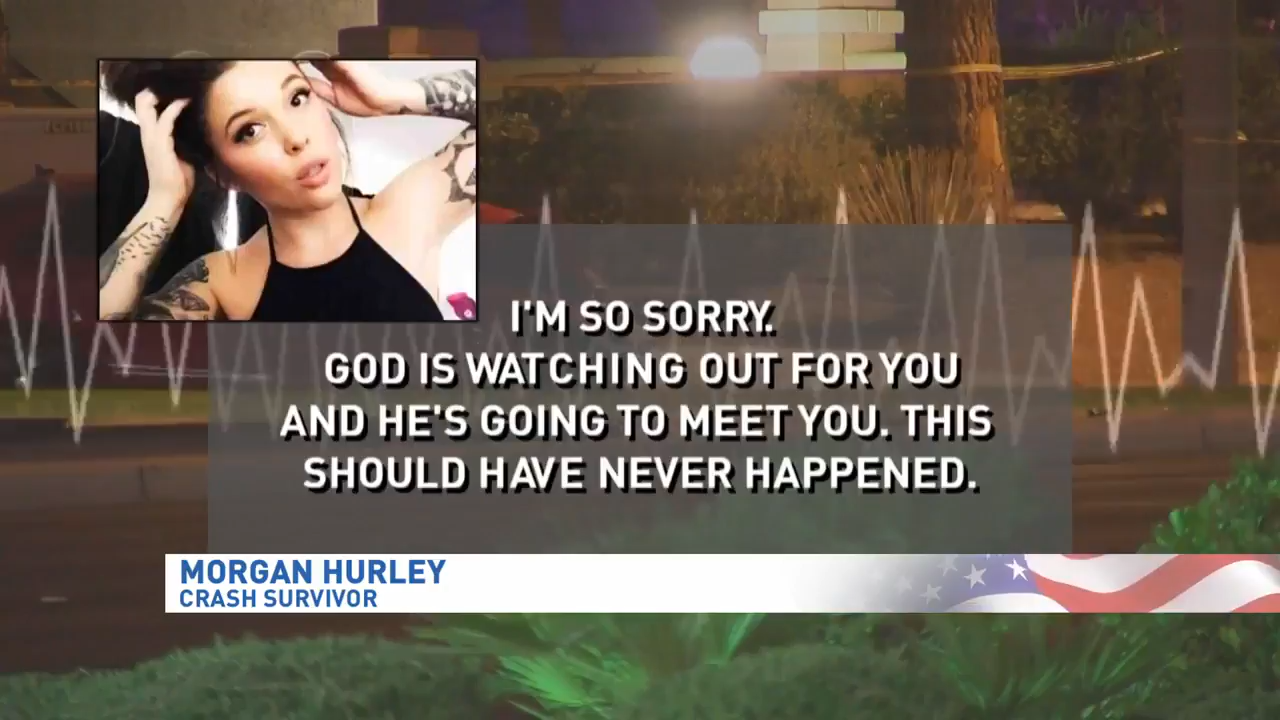 I'M SO SORRY.
GOD IS WATCHING OUT FOR YOU
AND HE'S GOING TO MEET YOU. THIS
SHOULD HAVE NEVER HAPPENED.
MORGAN HURLEY
CRASH SURVIVOR